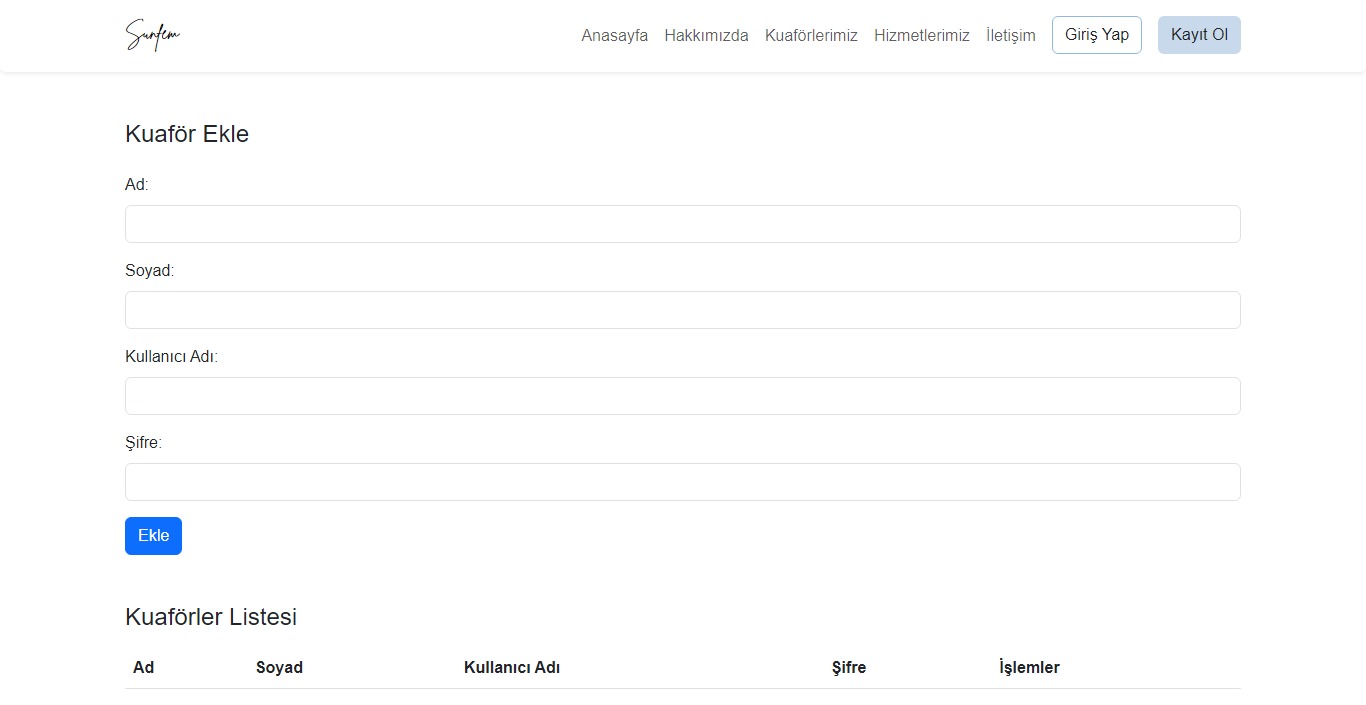 Sunfem
Anasayfa Hakkımızda Kuaförlerimiz Hizmetlerimiz İletişim Giriş Yap Kayıt Ol
Kuaför Ekle
Ad:
Soyad:
Kullanıcı Adı:
Şifre:
Ekle
Kuaförler Listesi
Ad Soyad Kullanıcı Adı Şifre İşlemler